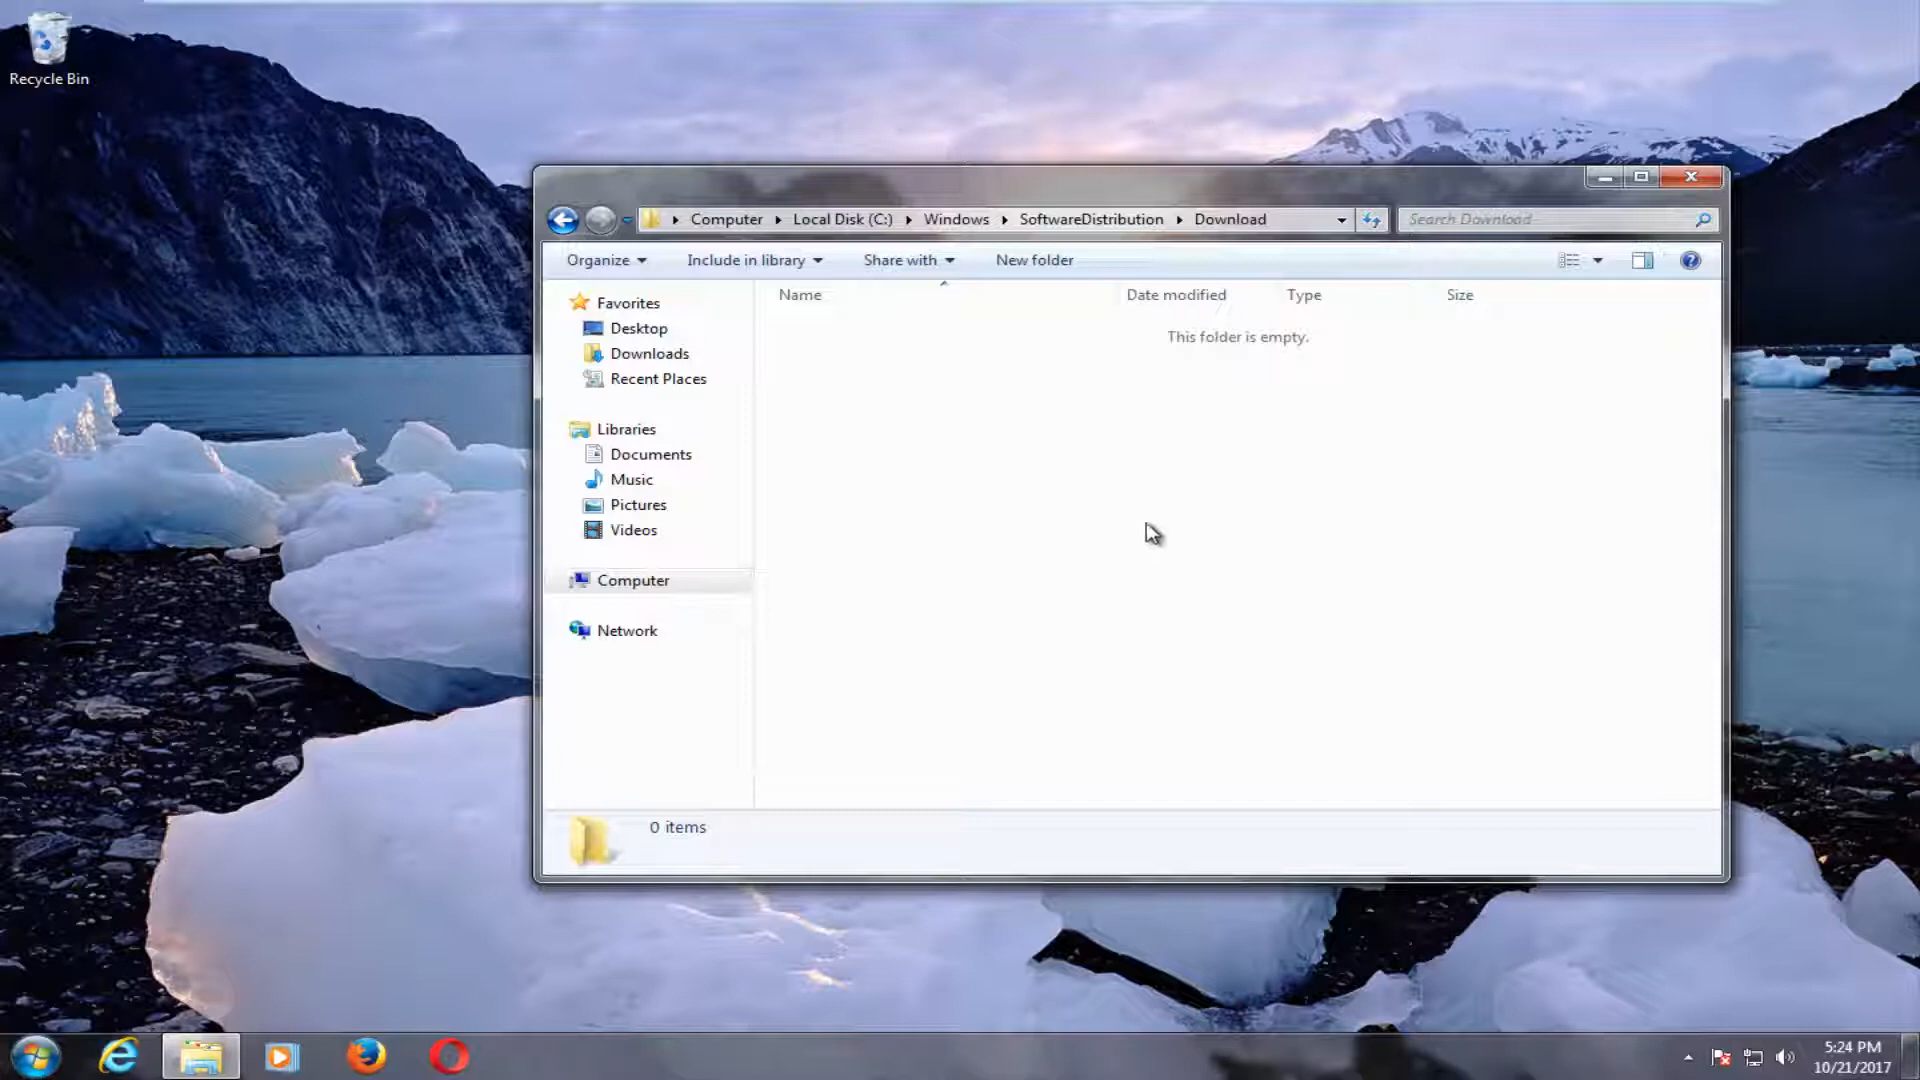 Recycle Bin
Computer Local Disk (C:) Windows SoftwareDistribution Download
Search Download
Organize Include in library Share with New folder
Name Date modified Type Size
This folder is empty.
Favorites
Desktop
Downloads
Recent Places
Libraries
Documents
Music
Pictures
Videos
Computer
Network
0 items
5:24 PM
10/21/2017